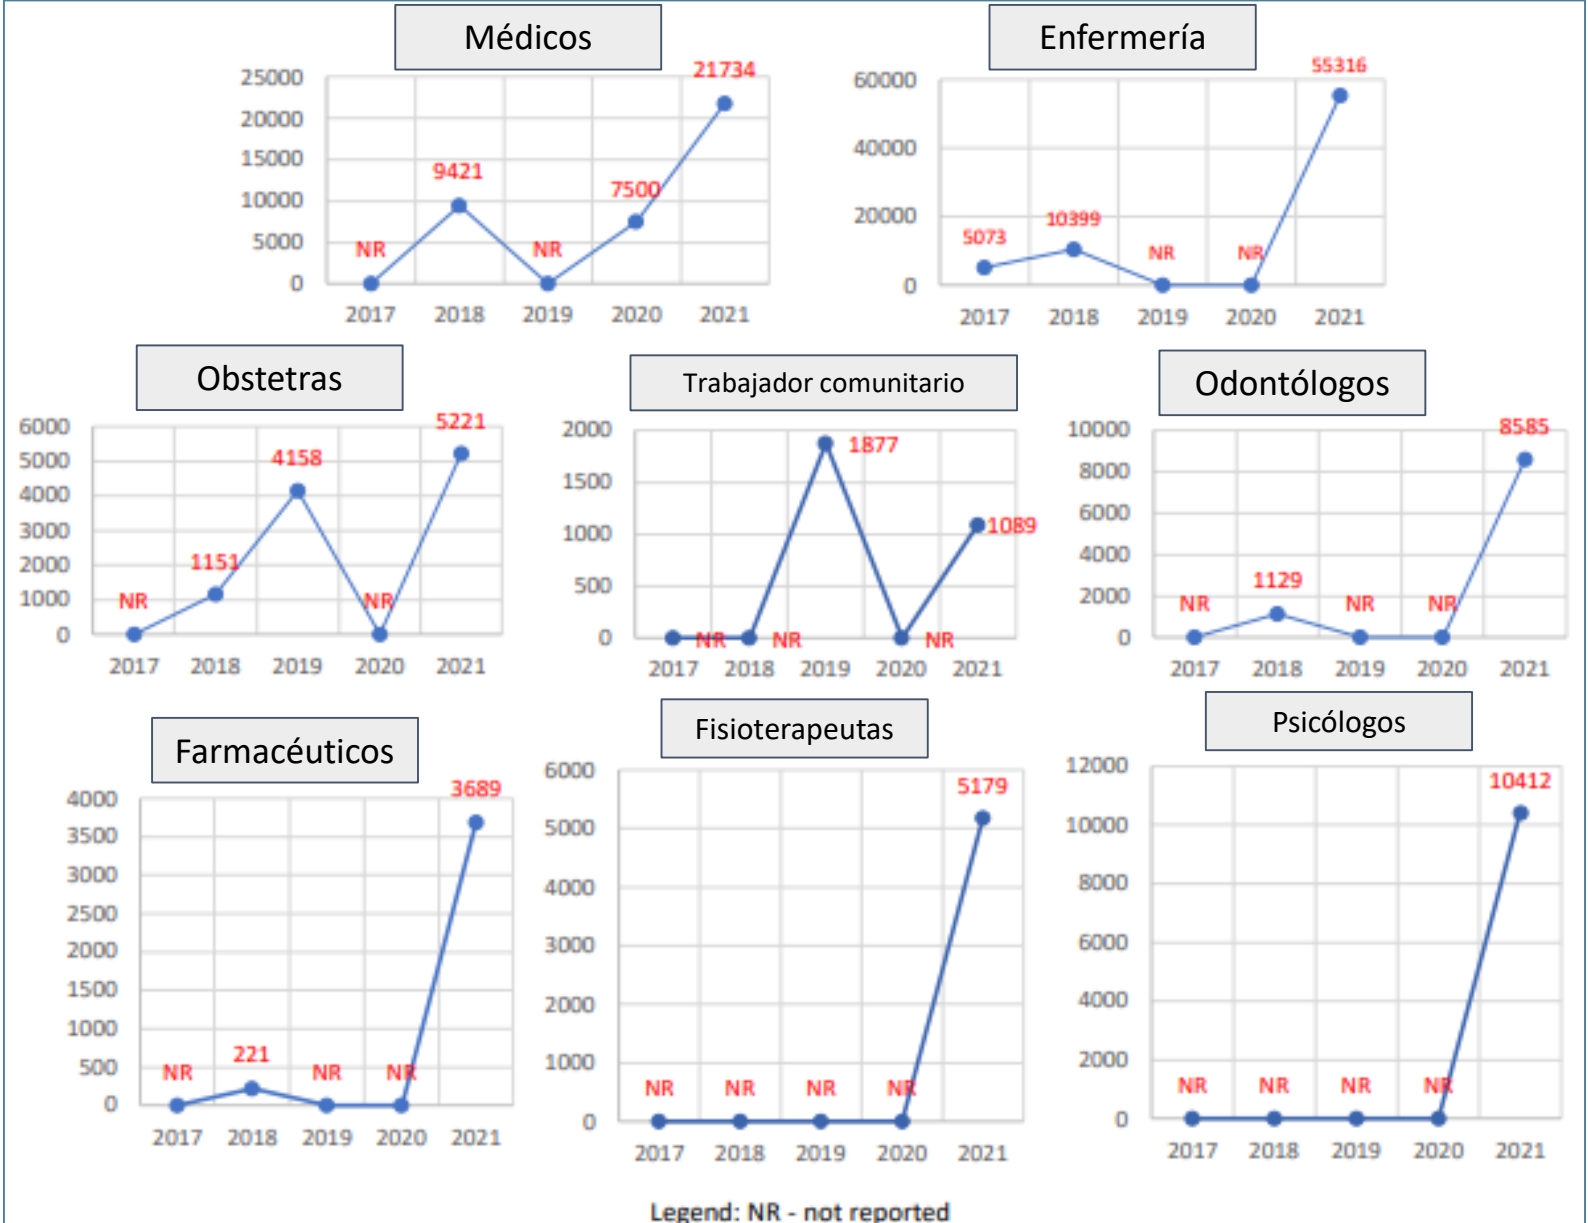 Médicos
25000
20000
15000
10000
5000
0
NR
9421
NR
7500
21734
2017 2018 2019 2020 2021
Enfermería
60000
40000
20000
0
5073
10399
NR
NR
55316
2017 2018 2019 2020 2021
Obstetras
6000
5000
4000
3000
2000
1000
0
NR
1151
4158
NR
5221
2017 2018 2019 2020 2021
Trabajador comunitario
2000
1500
1000
500
0
NR
NR
1877
NR
1089
2017 2018 2019 2020 2021
Odontólogos
10000
8000
6000
4000
2000
0
NR
1129
NR
NR
8585
2017 2018 2019 2020 2021
Farmacéuticos
4000
3500
3000
2500
2000
1500
1000
500
0
NR
221
NR
NR
3689
2017 2018 2019 2020 2021
Fisioterapeutas
6000
5000
4000
3000
2000
1000
0
NR
NR
NR
NR
5179
2017 2018 2019 2020 2021
Psicólogos
12000
10000
8000
6000
4000
2000
0
NR
NR
NR
NR
10412
2017 2018 2019 2020 2021
Legend: NR - not reported